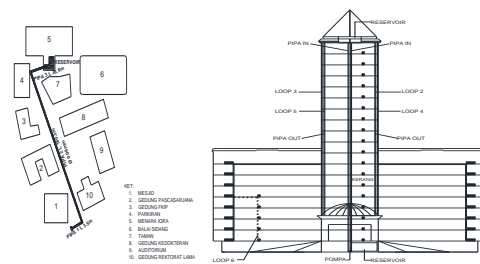 5
RESERVOIR
4
7
6
3
8
2
9
1
10
KET:
1. MESJID
2. GEDUNG PASCASARJANA
3. GEDUNG FKIP
4. PARKIRAN
5. MENARA IQRA
6. BALAI SIDANG
7. TAMAN
8. GEDUNG KEDOKTERAN
9. AUDITORIUM
10. GEDUNG REKTORAT LAMA
RESERVOIR
PIPA IN
PIPA IN
LOOP 3
LOOP 2
LOOP 5
LOOP 4
PIPA OUT
PIPA OUT
KERANG
LOOP 6
POMPA
RESERVOIR